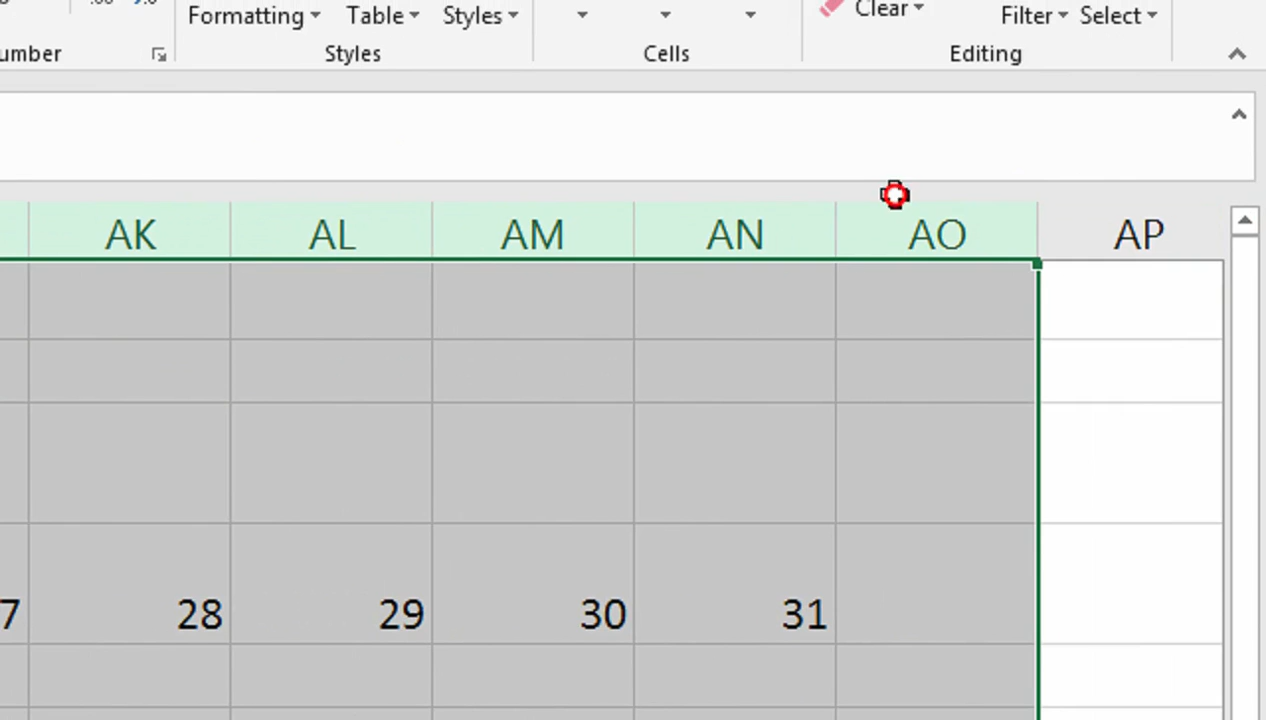 Formatting Table Styles Clear Filter Select
umber Styles Cells Editing
AK AL AM AN AO AP
7 28 29 30 31